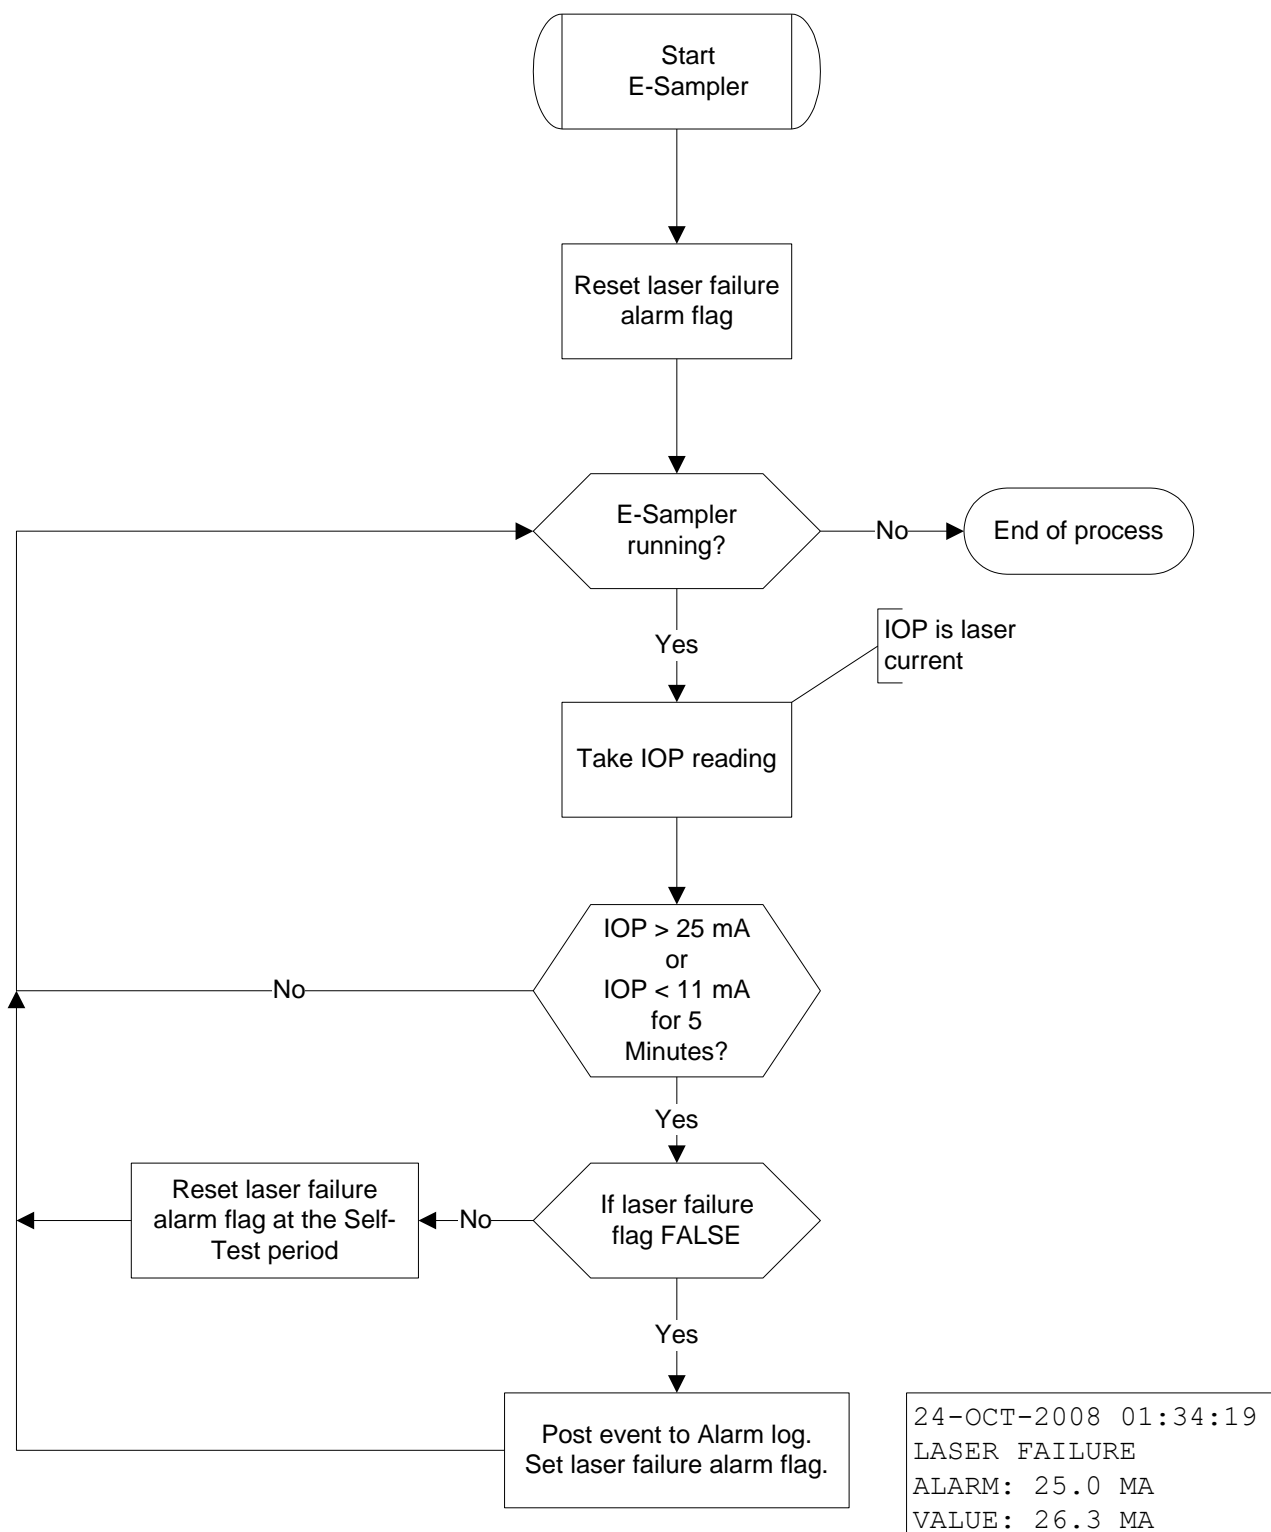 Start
E-Sampler
Reset laser failure
alarm flag
E-Sampler
running?
No
End of process
Yes
IOP is laser
current
Take IOP reading
IOP > 25 mA
or
IOP < 11 mA
for 5
Minutes?
No
Yes
If laser failure
flag FALSE
No
Reset laser failure
alarm flag at the Self-
Test period
Yes
Post event to Alarm log.
Set laser failure alarm flag.
24-OCT-2008 01:34:19
LASER FAILURE
ALARM: 25.0 MA
VALUE: 26.3 MA